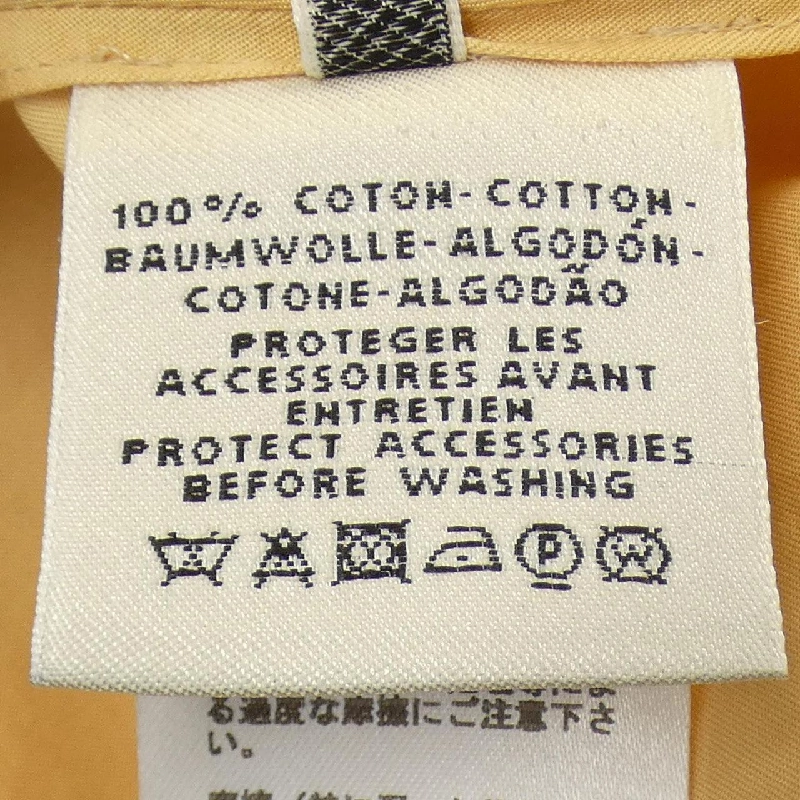 100% COTON-COTTON-
BAUMWOLLE-ALGODÓN-
COTONE-ALGODÃO
PROTEGER LES
ACCESSOIRES AVANT
ENTRETIEN
PROTECT ACCESSORIES
BEFORE WASHING
P W
る過度な摩擦にご注意下さ
い。